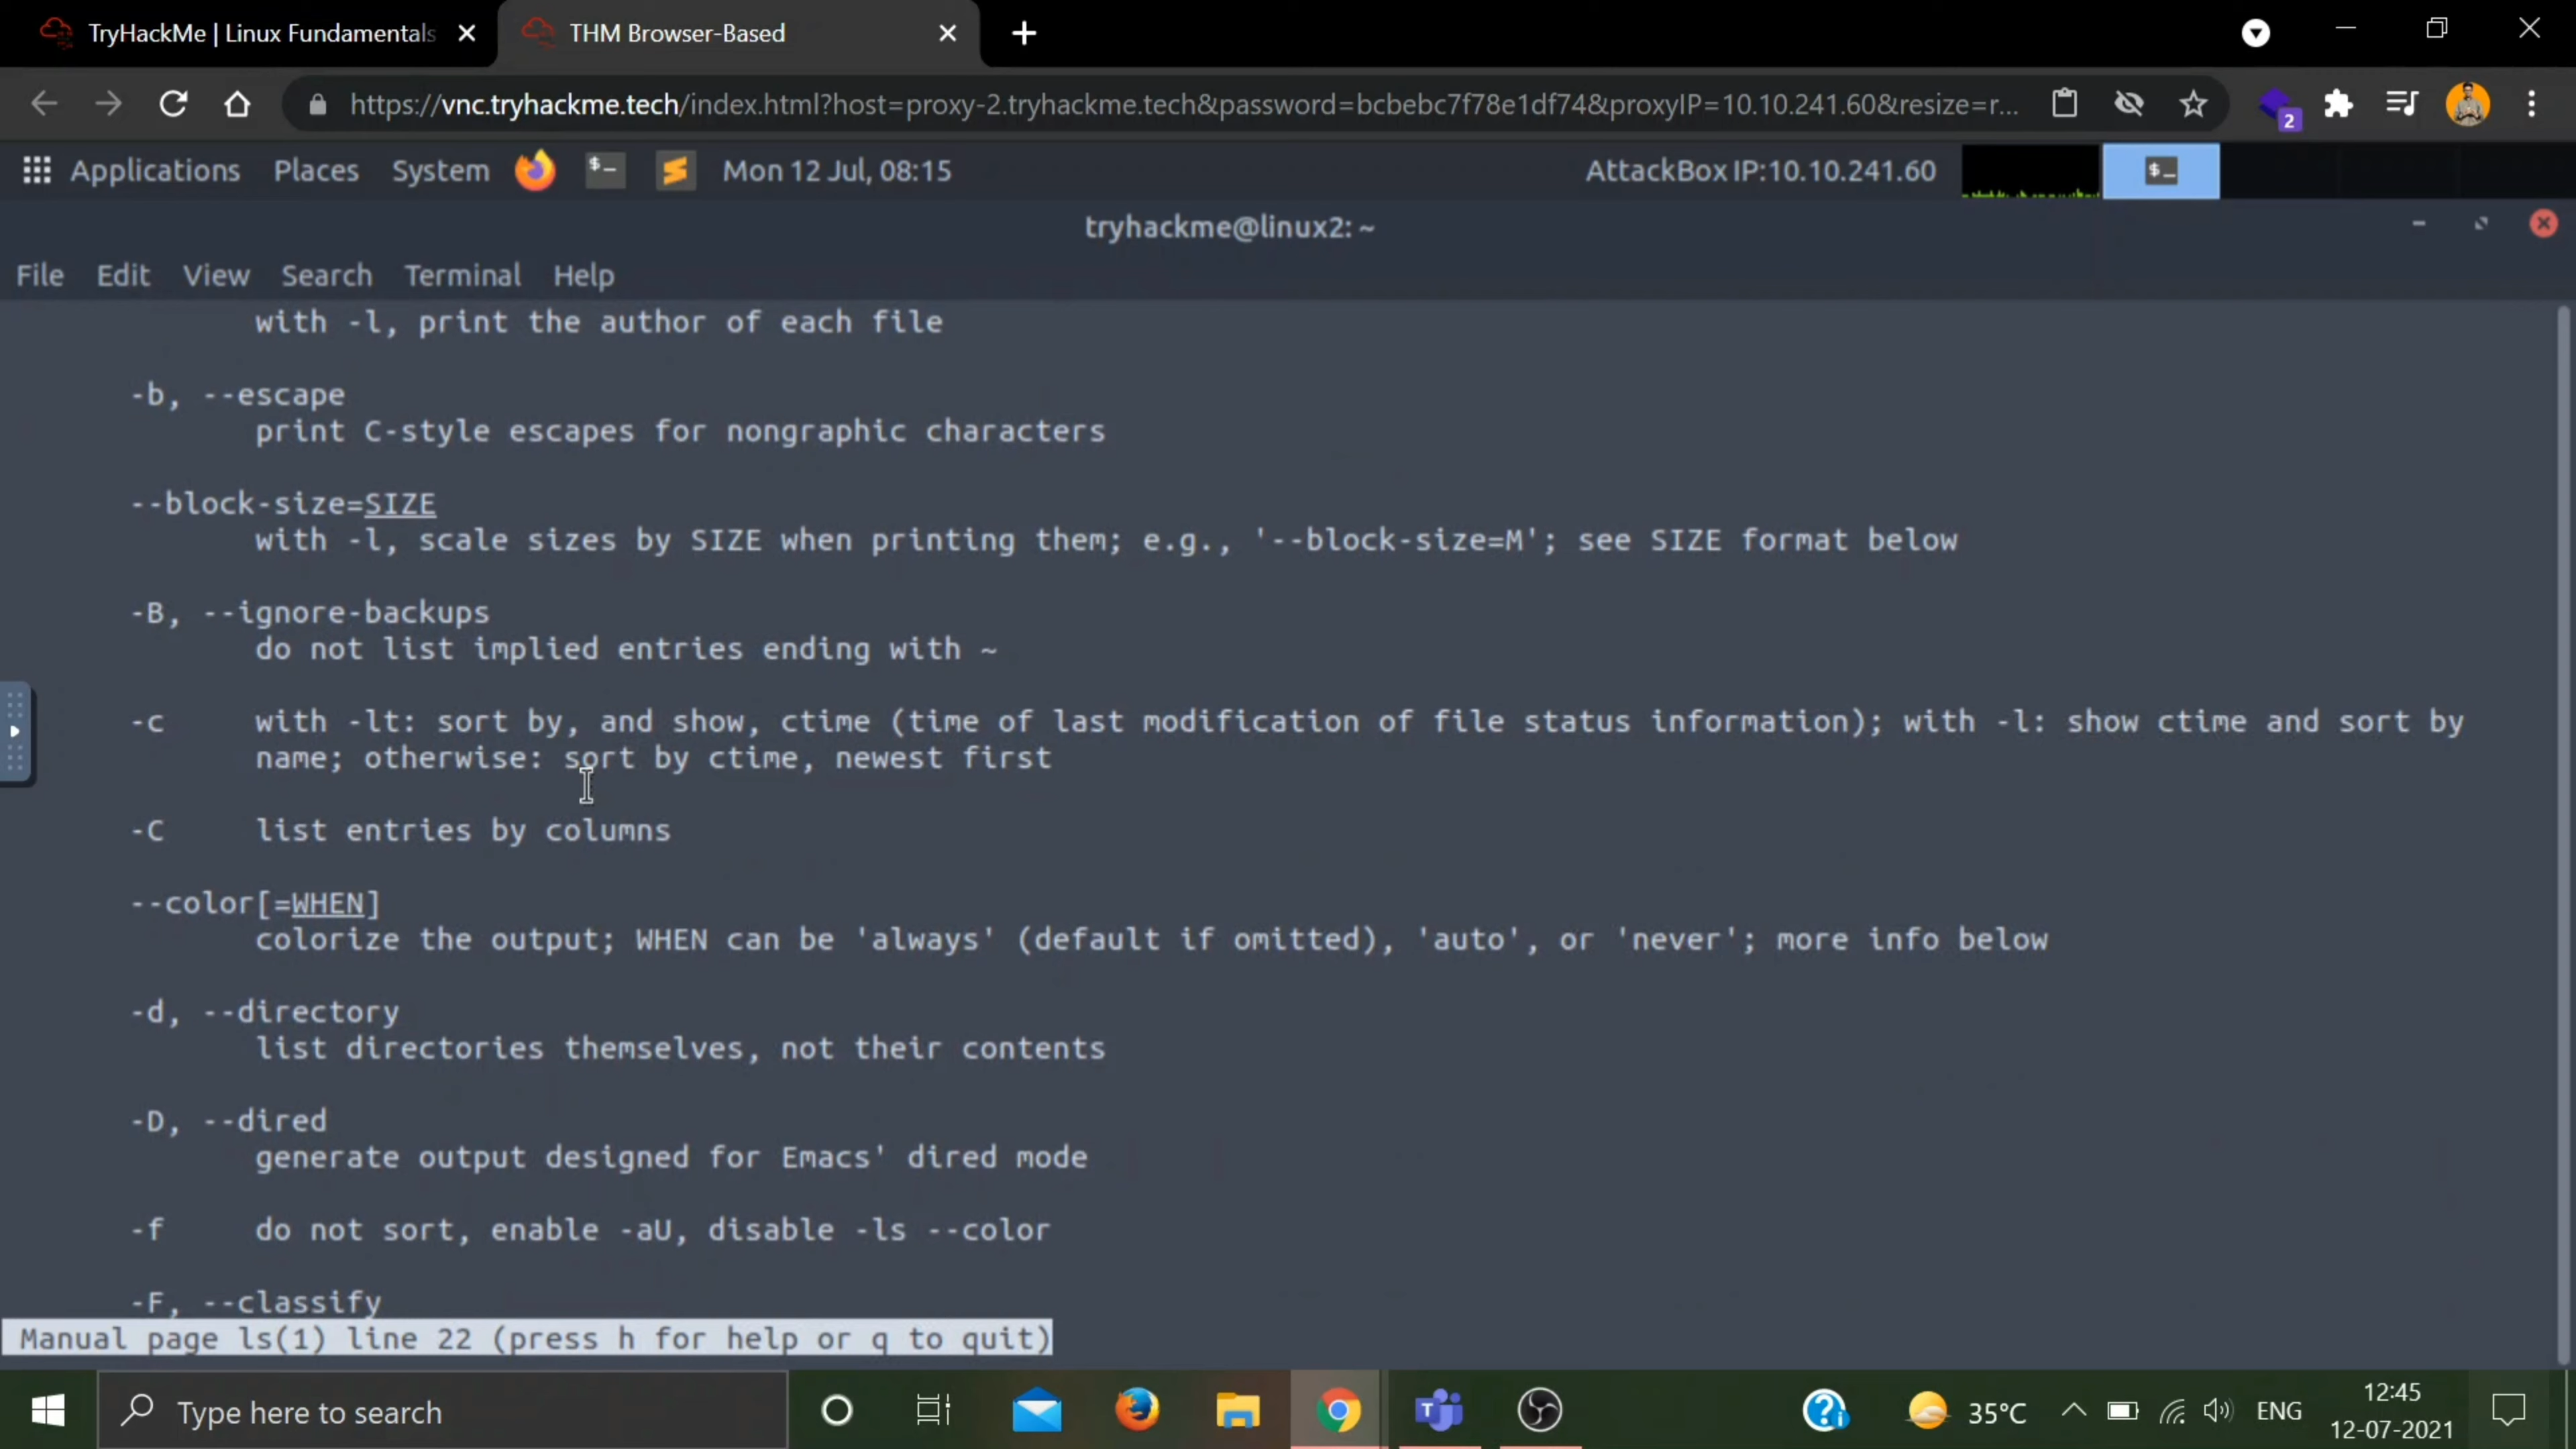 TryHackMe | Linux Fundamentals
THM Browser-Based
https://vnc.tryhackme.tech/index.html?host=proxy-2.tryhackme.tech&password=bcbebc7f78e1df74&proxyIP=10.10.241.60&resize=r...
2
Applications Places System $_ Mon 12 Jul, 08:15 AttackBox IP:10.10.241.60 $_
tryhackme@linux2: ~
File Edit View Search Terminal Help
with -l, print the author of each file
-b, --escape
print C-style escapes for nongraphic characters
--block-size=SIZE
with -l, scale sizes by SIZE when printing them; e.g., '--block-size=M'; see SIZE format below
-B, --ignore-backups
do not list implied entries ending with ~
-c with -lt: sort by, and show, ctime (time of last modification of file status information); with -l: show ctime and sort by
name; otherwise: sort by ctime, newest first
-C list entries by columns
--color[=WHEN]
colorize the output; WHEN can be 'always' (default if omitted), 'auto', or 'never'; more info below
-d, --directory
list directories themselves, not their contents
-D, --dired
generate output designed for Emacs' dired mode
-f do not sort, enable -aU, disable -ls --color
-F, --classify
Manual page ls(1) line 22 (press h for help or q to quit)
Type here to search
35°C
ENG
12:45
12-07-2021